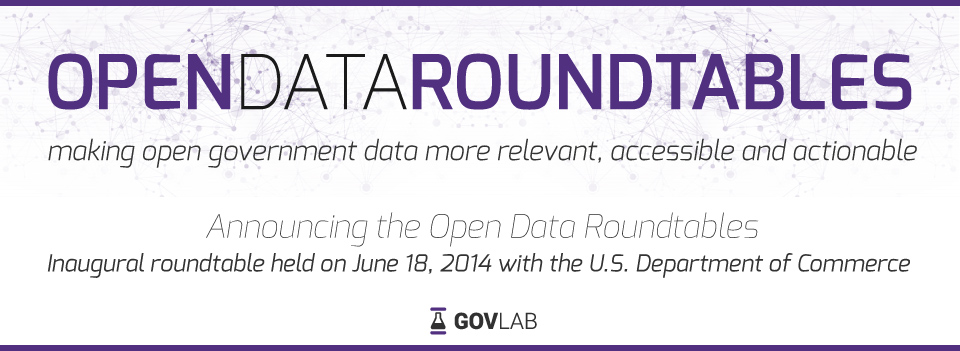 OPENDATAROUNDTABLES
making open government data more relevant, accessible and actionable
Announcing the Open Data Roundtables
Inaugural roundtable held on June 18, 2014 with the U.S. Department of Commerce
GOVLAB